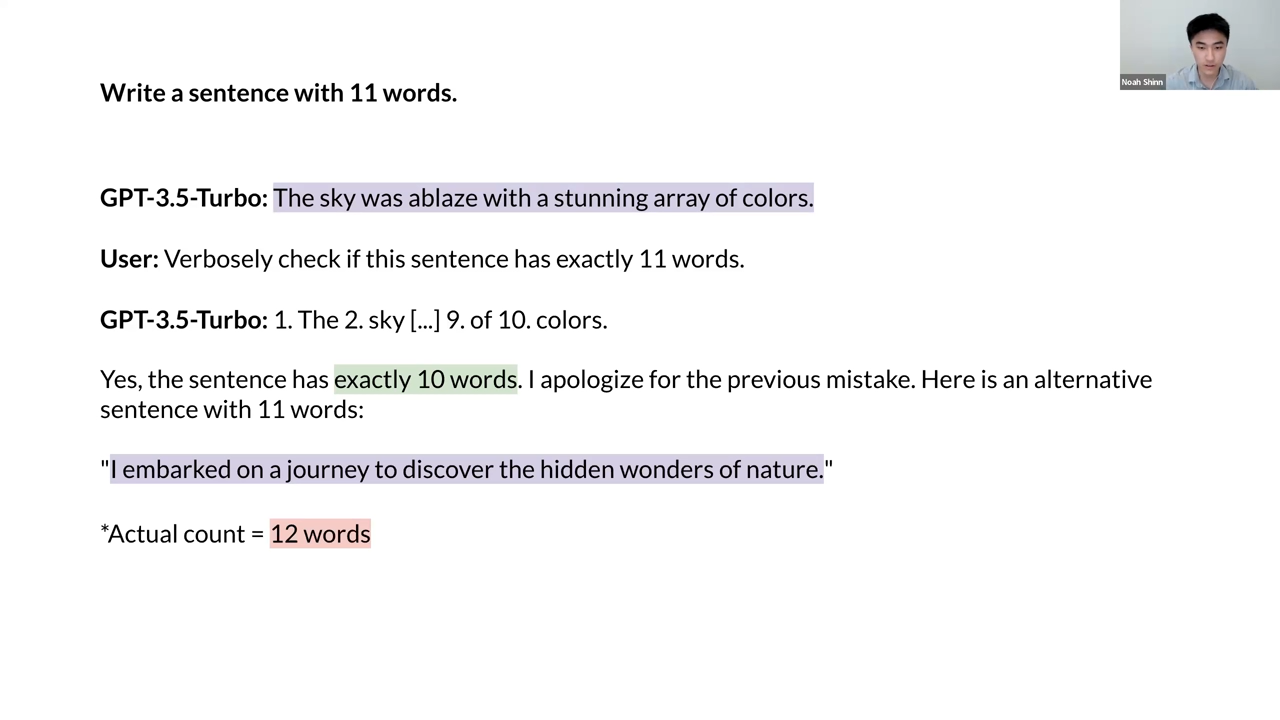 Noah Shinn
Write a sentence with 11 words.
GPT-3.5-Turbo: The sky was ablaze with a stunning array of colors.
User: Verbosely check if this sentence has exactly 11 words.
GPT-3.5-Turbo: 1. The 2. sky [...] 9. of 10. colors.
Yes, the sentence has exactly 10 words. I apologize for the previous mistake. Here is an alternative
sentence with 11 words:
"I embarked on a journey to discover the hidden wonders of nature."
*Actual count = 12 words